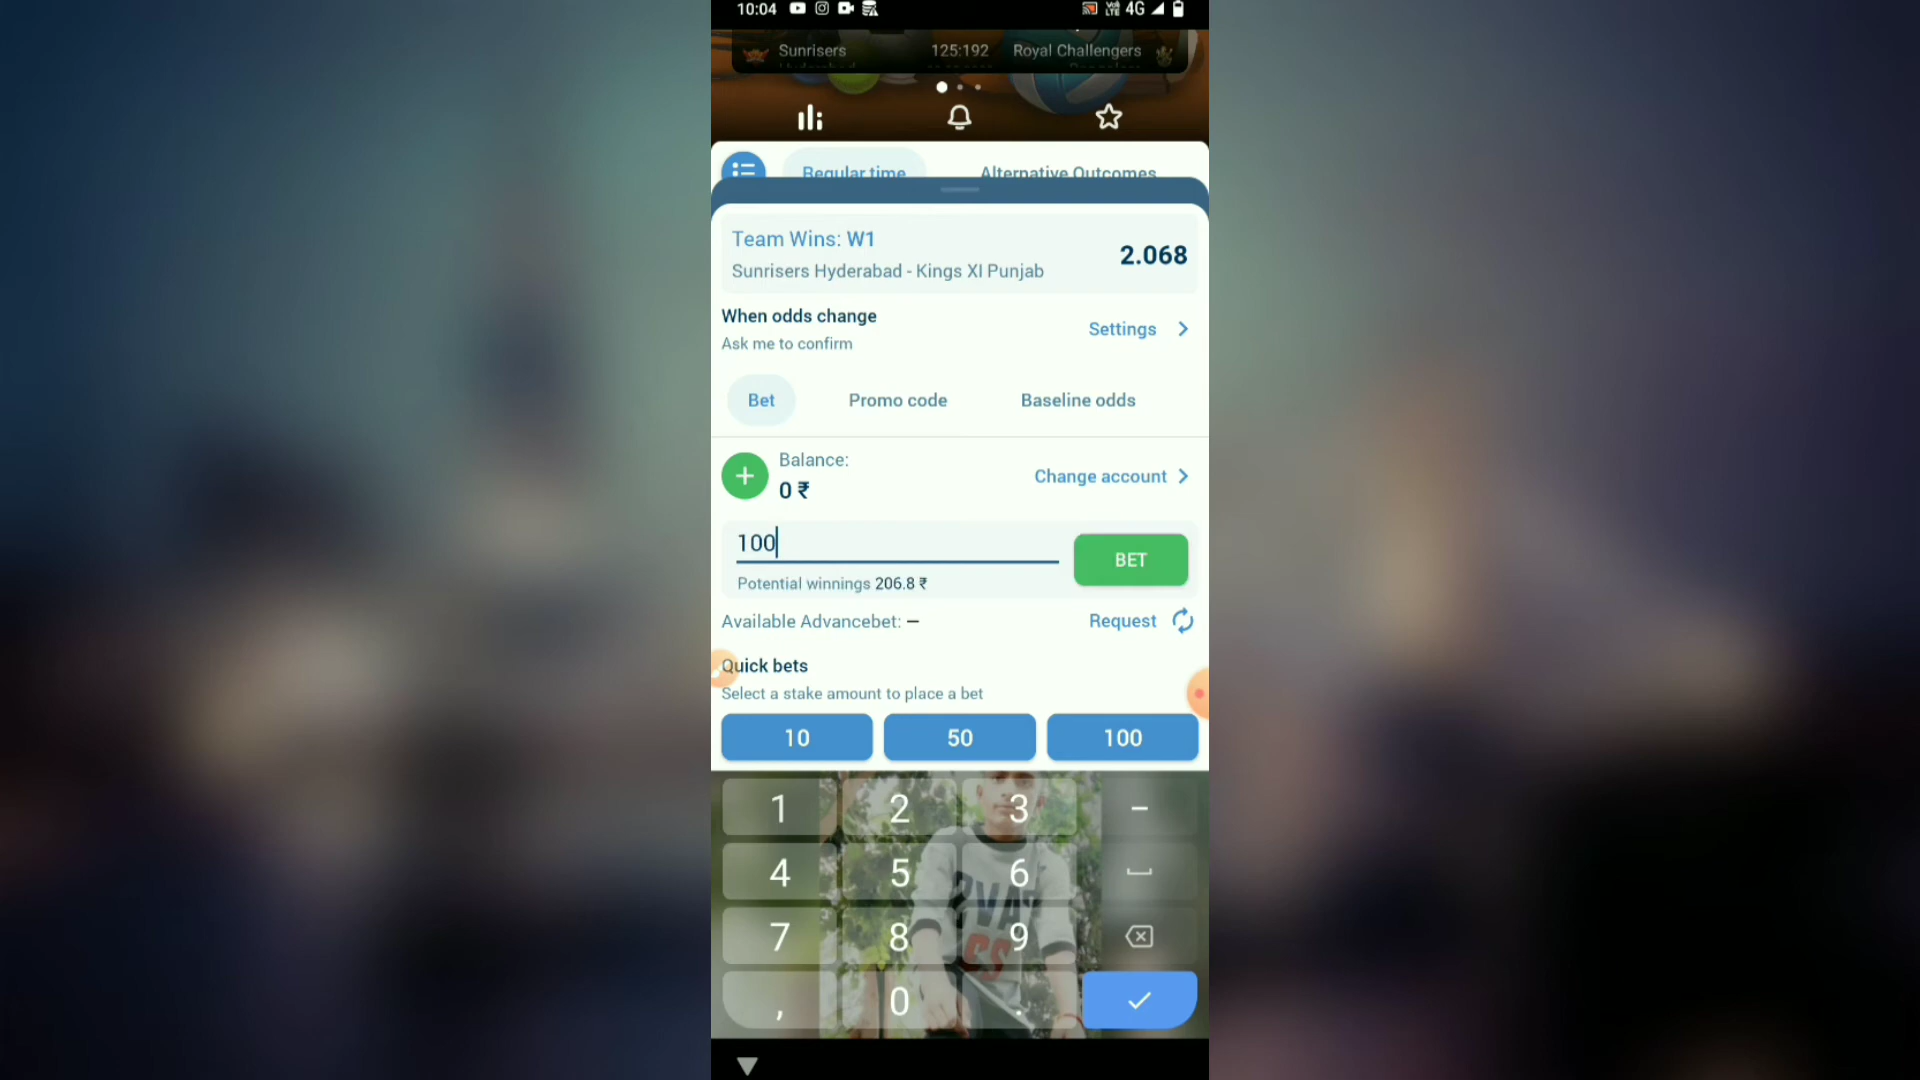 10:04
VoLTE 4G
Sunrisers 125:192 Royal Challengers
Regular time Alternative Outcomes
Team Wins: W1
2.068
Sunrisers Hyderabad - Kings XI Punjab
When odds change
Settings
Ask me to confirm
Bet Promo code Baseline odds
Balance:
0 ₹
Change account
100
BET
Potential winnings 206.8 ₹
Available Advancebet: – Request
Quick bets
Select a stake amount to place a bet
10 50 100
1 2 3 –
4 5 6
7 8 9
, 0 .